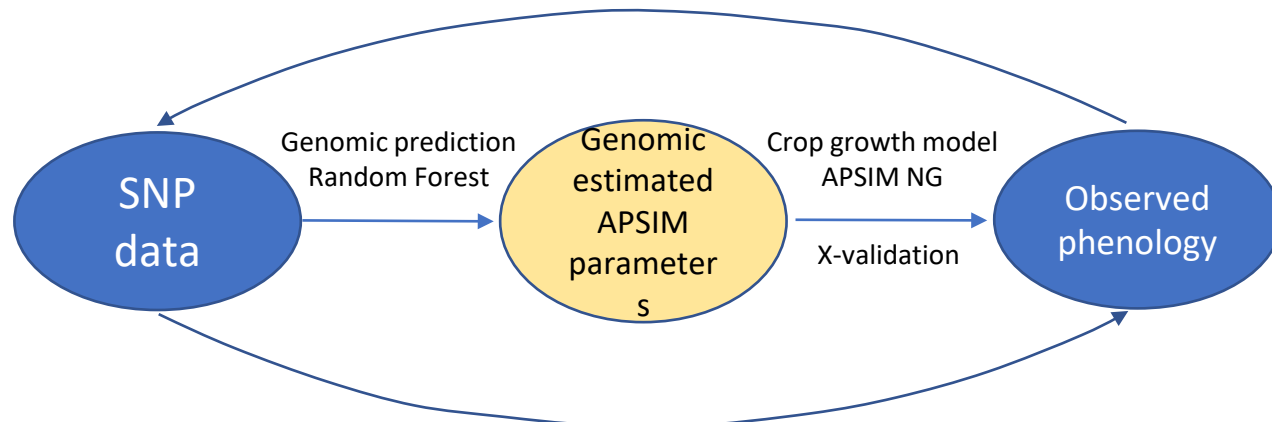 SNP
data
Genomic prediction
Random Forest
Genomic
estimated
APSIM
parameter
s
Crop growth model
APSIM NG
X-validation
Observed
phenology